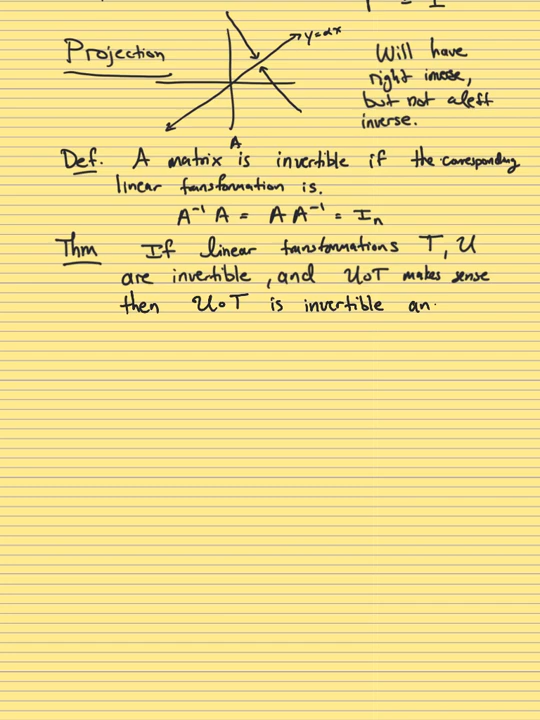 Projection
y=αx
Will have
right inverse,
but not a left
inverse.
Def. A matrix A is invertible if the corresponding
linear transformation is.
A⁻¹ A = A A⁻¹ = Iₙ
Thm If linear transformations T, U
are invertible, and U∘T makes sense
then U∘T is invertible an